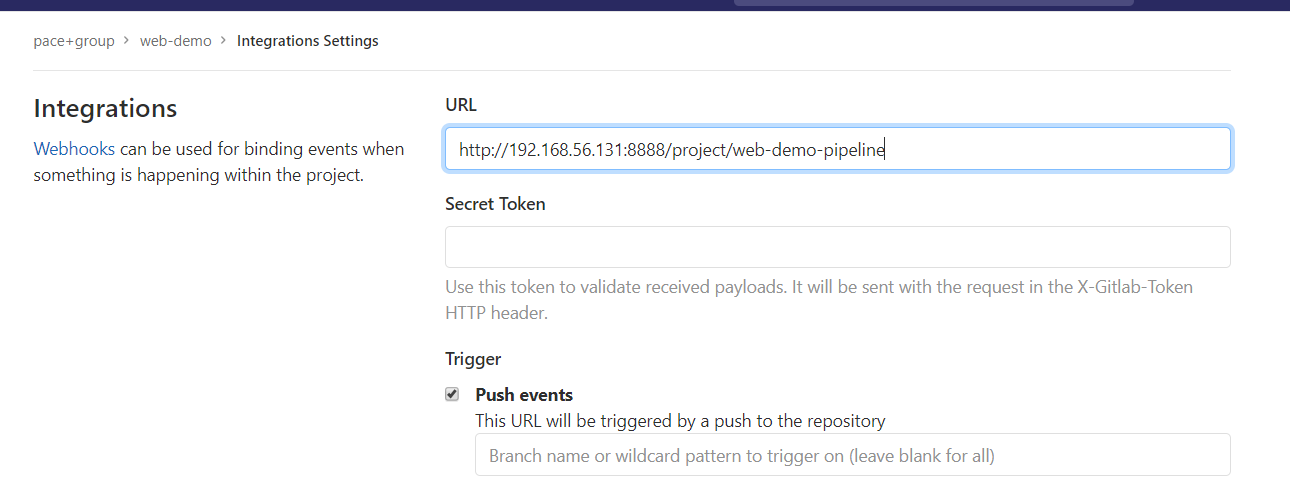 pace+group > web-demo > Integrations Settings
Integrations
Webhooks can be used for binding events when
something is happening within the project.
URL
http://192.168.56.131:8888/project/web-demo-pipeline
Secret Token
Use this token to validate received payloads. It will be sent with the request in the X-Gitlab-Token
HTTP header.
Trigger
Push events
This URL will be triggered by a push to the repository
Branch name or wildcard pattern to trigger on (leave blank for all)